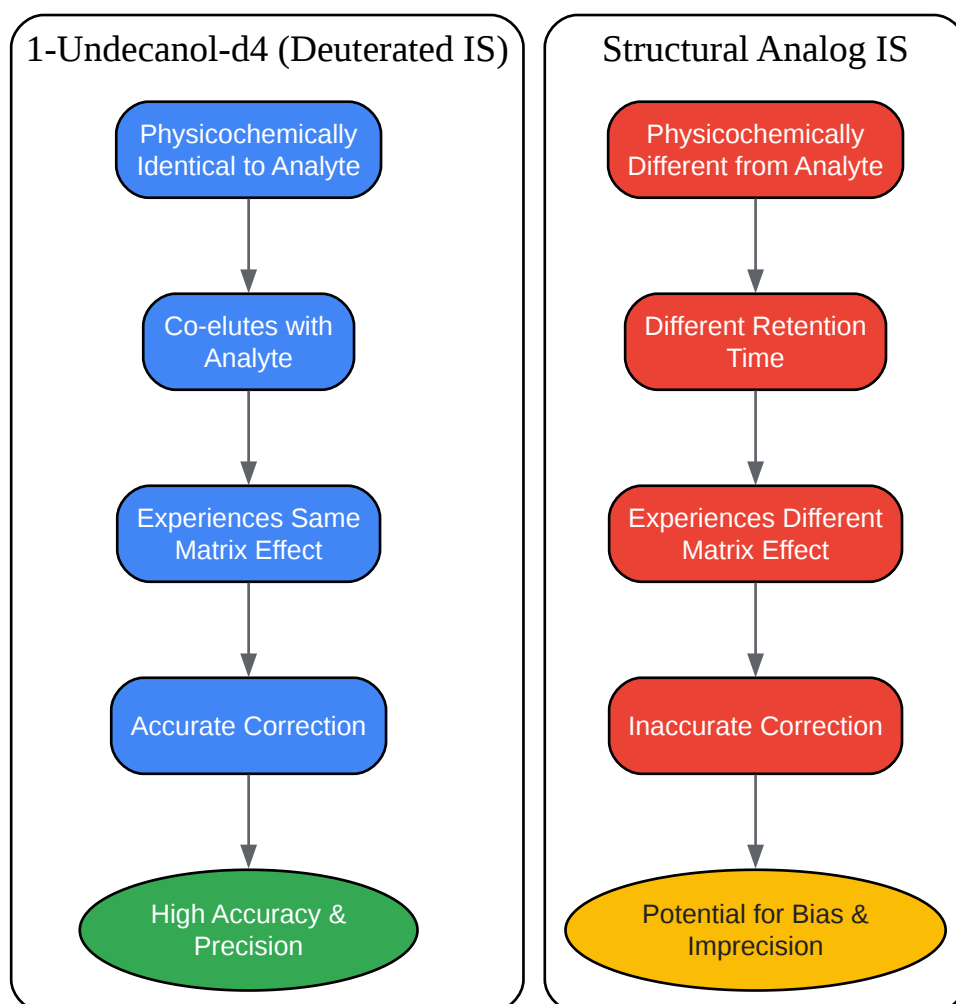 1-Undecanol-d4 (Deuterated IS)
Physicochemically
Identical to Analyte
Co-elutes with
Analyte
Experiences Same
Matrix Effect
Accurate Correction
High Accuracy &
Precision
Structural Analog IS
Physicochemically
Different from Analyte
Different Retention
Time
Experiences Different
Matrix Effect
Inaccurate Correction
Potential for Bias &
Imprecision